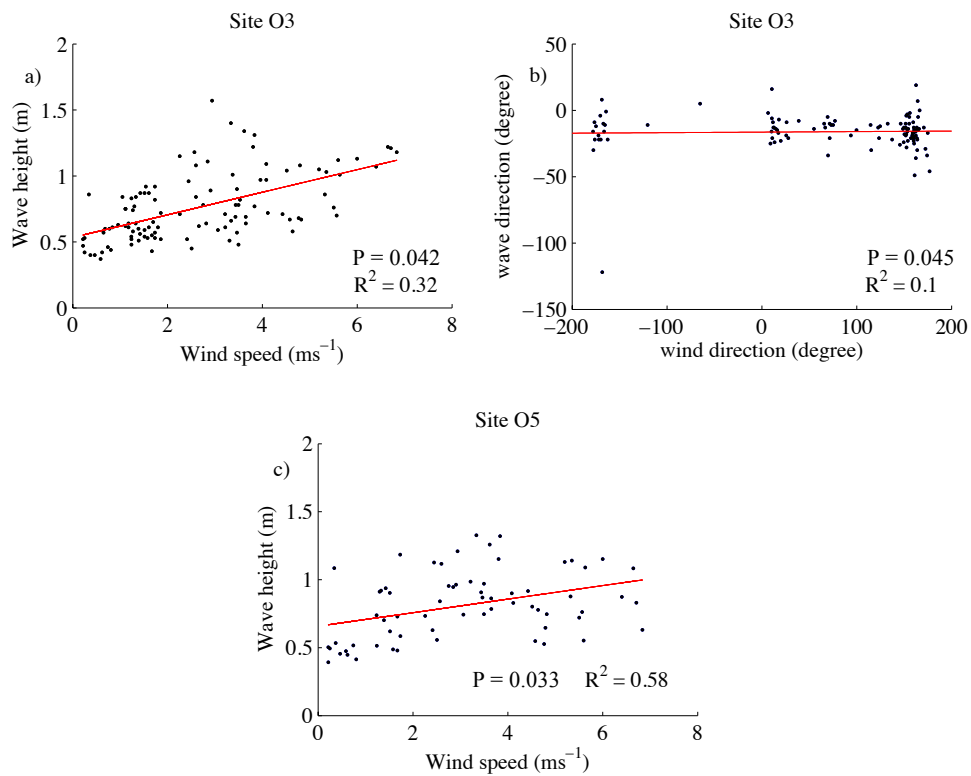 Site O3
a)
Wave height (m)
2
1.5
1
0.5
0
0 2 4 6 8
P = 0.042
R² = 0.32
Wind speed (ms⁻¹)
Site O3
b)
wave direction (degree)
50
0
−50
−100
−150
−200 −100 0 100 200
P = 0.045
R² = 0.1
wind direction (degree)
Site O5
c)
Wave height (m)
2
1.5
1
0.5
0
0 2 4 6 8
P = 0.033 R² = 0.58
Wind speed (ms⁻¹)